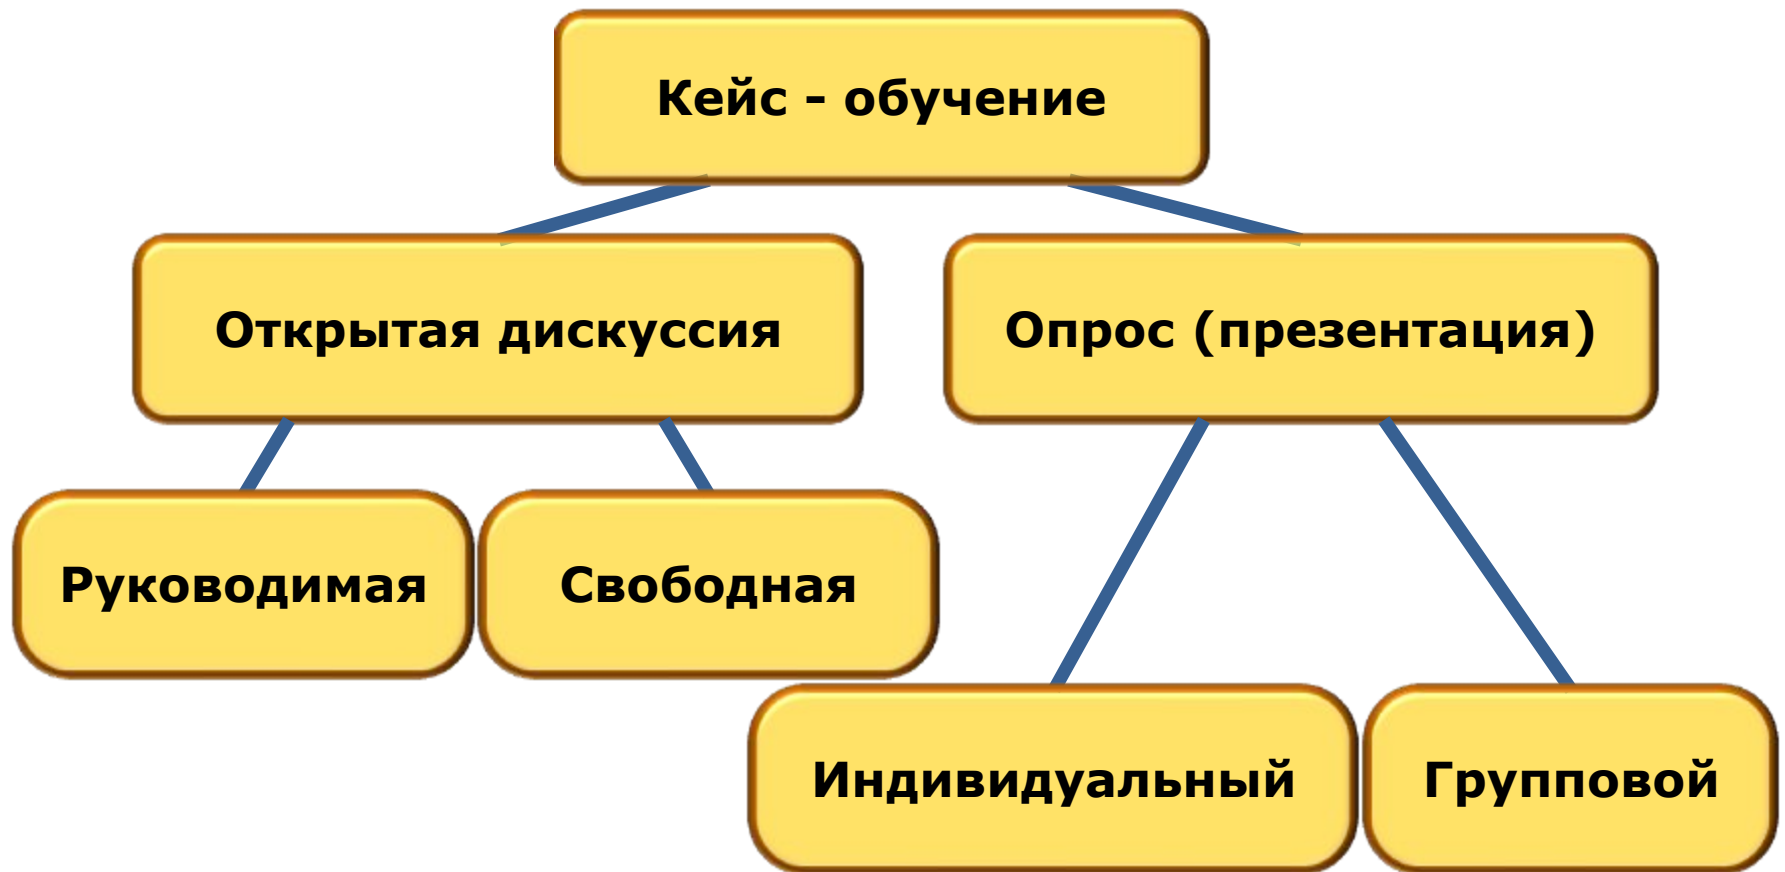 Кейс - обучение
Открытая дискуссия
Опрос (презентация)
Руководимая
Свободная
Индивидуальный
Групповой